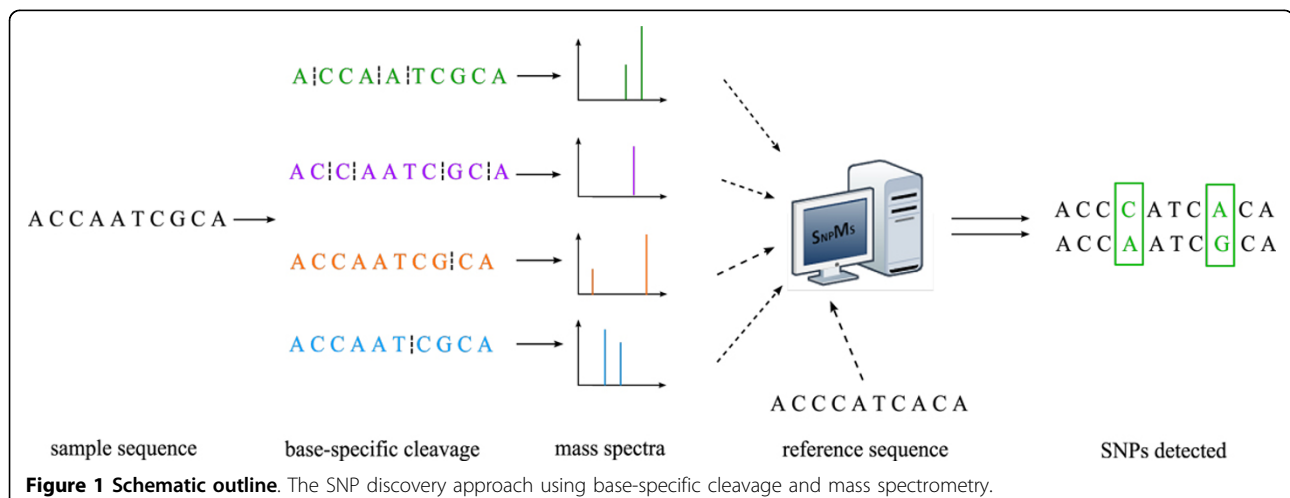 A¦CCA¦A¦TCGCA
AC¦C¦AATC¦GC¦A
ACCAATCGCA
ACCAATCG¦CA
ACCAAT¦CGCA
SNPMS
ACCCATCACA
ACCAATCGCA
ACCCATCACA
sample sequence
base-specific cleavage
mass spectra
reference sequence
SNPs detected
Figure 1 Schematic outline. The SNP discovery approach using base-specific cleavage and mass spectrometry.